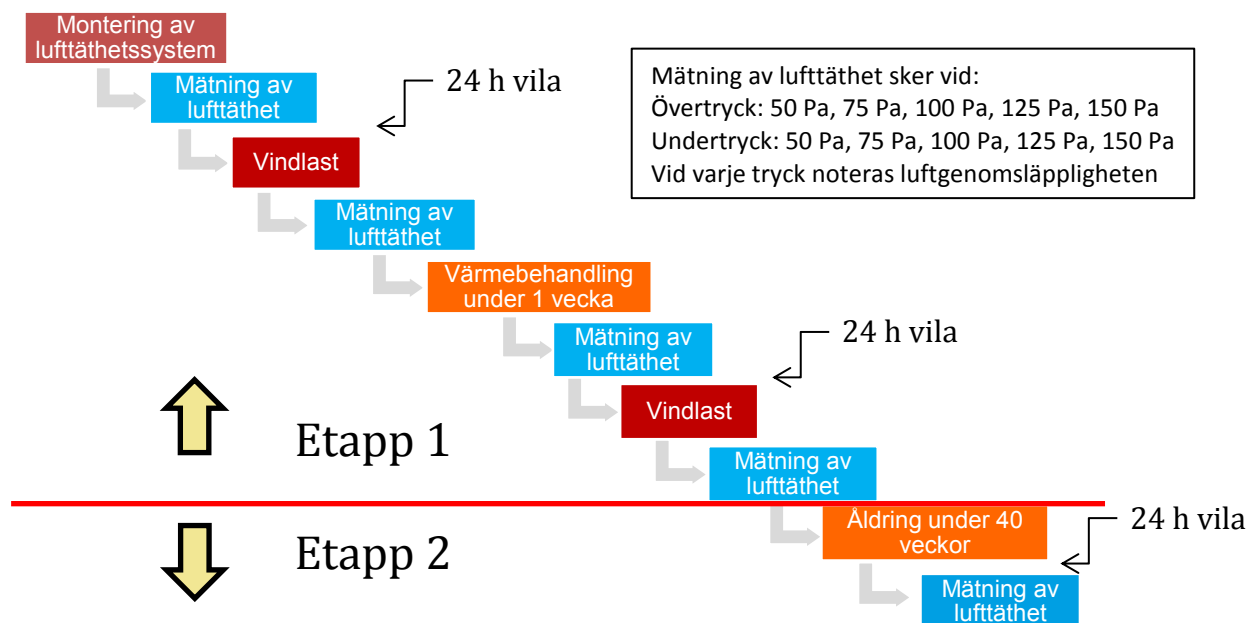 Montering av
lufttäthetssystem
Mätning av
lufttäthet
24 h vila
Mätning av lufttäthet sker vid:
Övertryck: 50 Pa, 75 Pa, 100 Pa, 125 Pa, 150 Pa
Undertryck: 50 Pa, 75 Pa, 100 Pa, 125 Pa, 150 Pa
Vid varje tryck noteras luftgenomsläppligheten
Vindlast
Mätning av
lufttäthet
Värmebehandling
under 1 vecka
Mätning av
lufttäthet
24 h vila
Vindlast
Etapp 1
Mätning av
lufttäthet
Åldring under 40
veckor
24 h vila
Etapp 2
Mätning av
lufttäthet